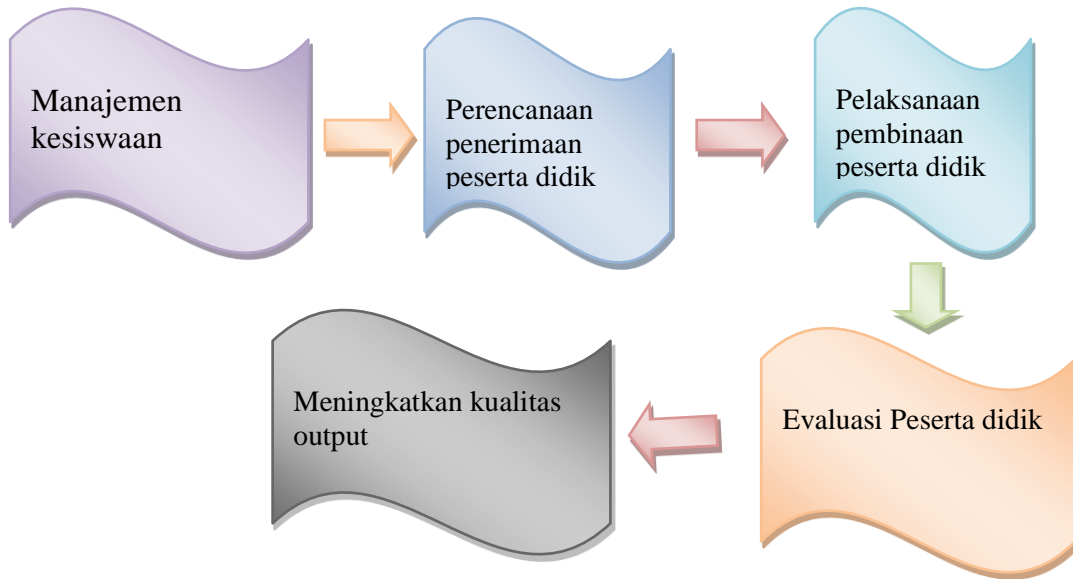 Manajemen
kesiswaan
Perencanaan
penerimaan
peserta didik
Pelaksanaan
pembinaan
peserta didik
Evaluasi Peserta didik
Meningkatkan kualitas
output